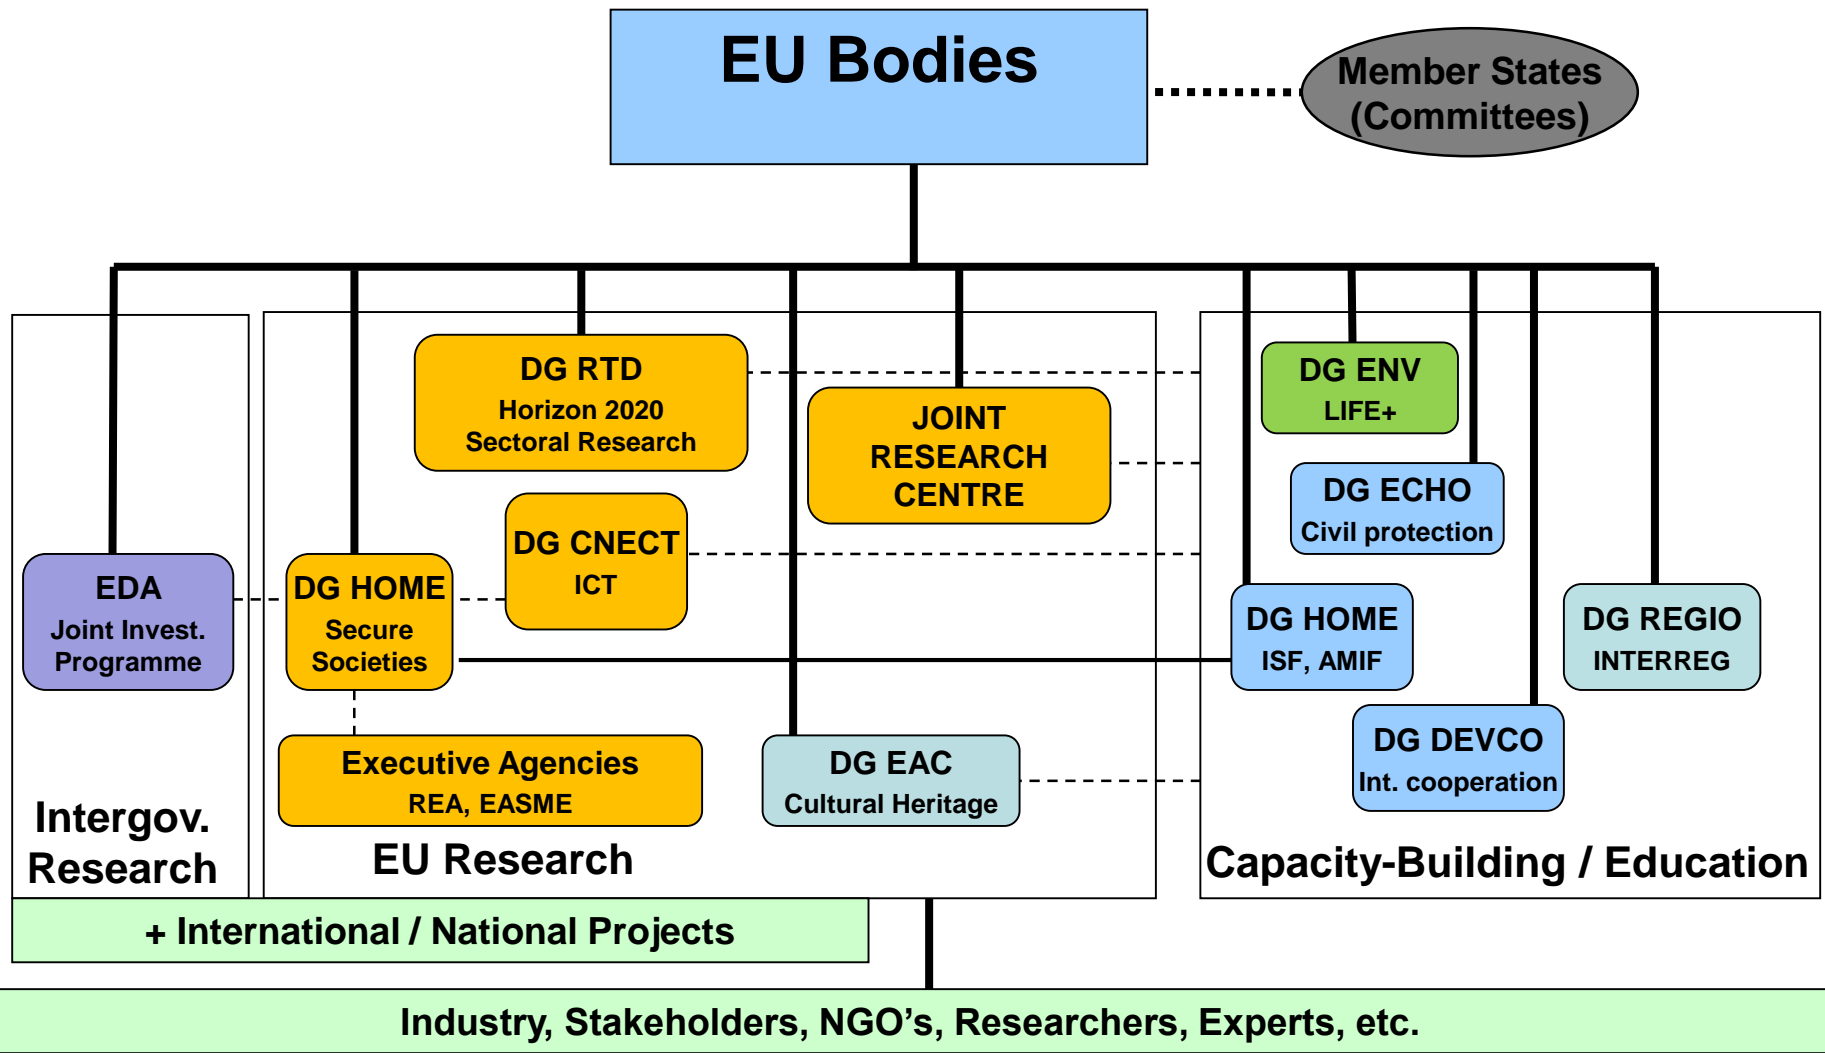 EU Bodies
Member States
(Committees)
DG RTD
Horizon 2020
Sectoral Research
JOINT
RESEARCH
CENTRE
DG ENV
LIFE+
DG ECHO
Civil protection
DG CNECT
ICT
EDA
Joint Invest.
Programme
DG HOME
Secure
Societies
DG HOME
ISF, AMIF
DG REGIO
INTERREG
Executive Agencies
REA, EASME
DG EAC
Cultural Heritage
DG DEVCO
Int. cooperation
Intergov.
Research
EU Research
Capacity-Building / Education
+ International / National Projects
Industry, Stakeholders, NGO’s, Researchers, Experts, etc.